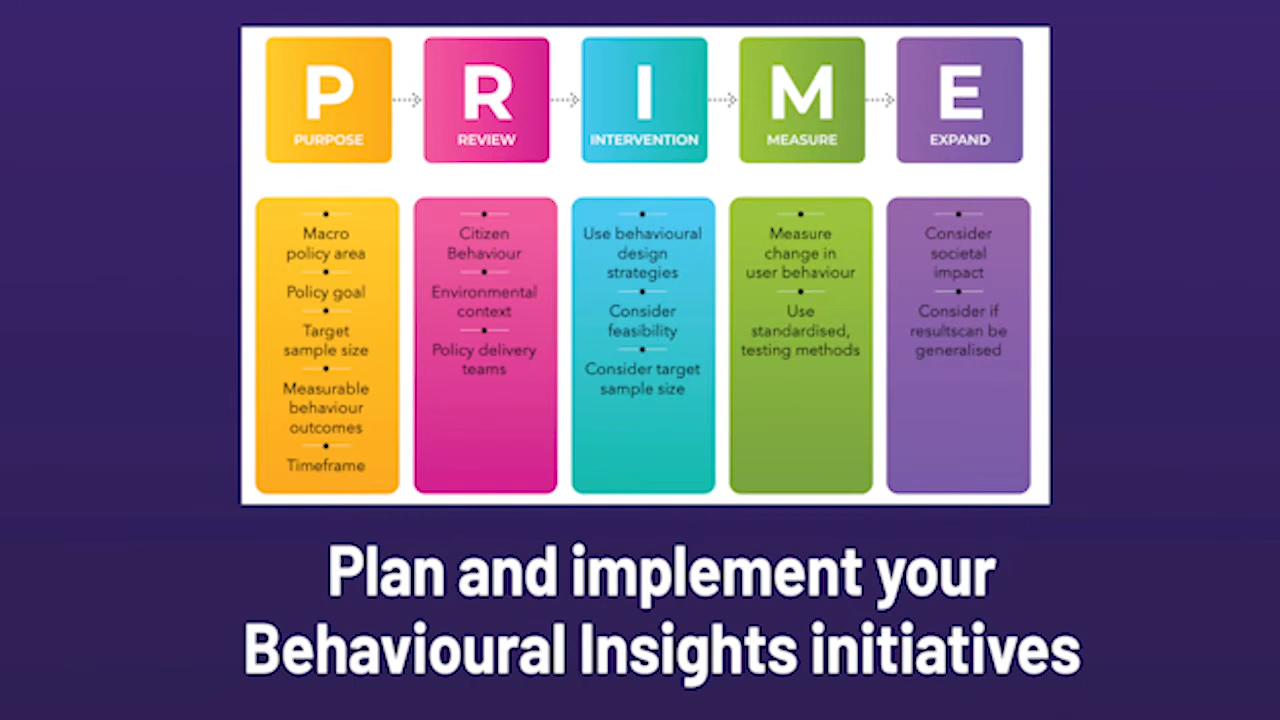 P
PURPOSE
R
REVIEW
I
INTERVENTION
M
MEASURE
E
EXPAND
Macro
policy area
Policy goal
Target
sample size
Measurable
behaviour
outcomes
Timeframe
Citizen
Behaviour
Environmental
context
Policy delivery
teams
Use behavioural
design
strategies
Consider
feasibility
Consider target
sample size
Measure
change in
user behaviour
Use
standardised,
testing methods
Consider
societal
impact
Consider if
resultscan be
generalised
Plan and implement your
Behavioural Insights initiatives